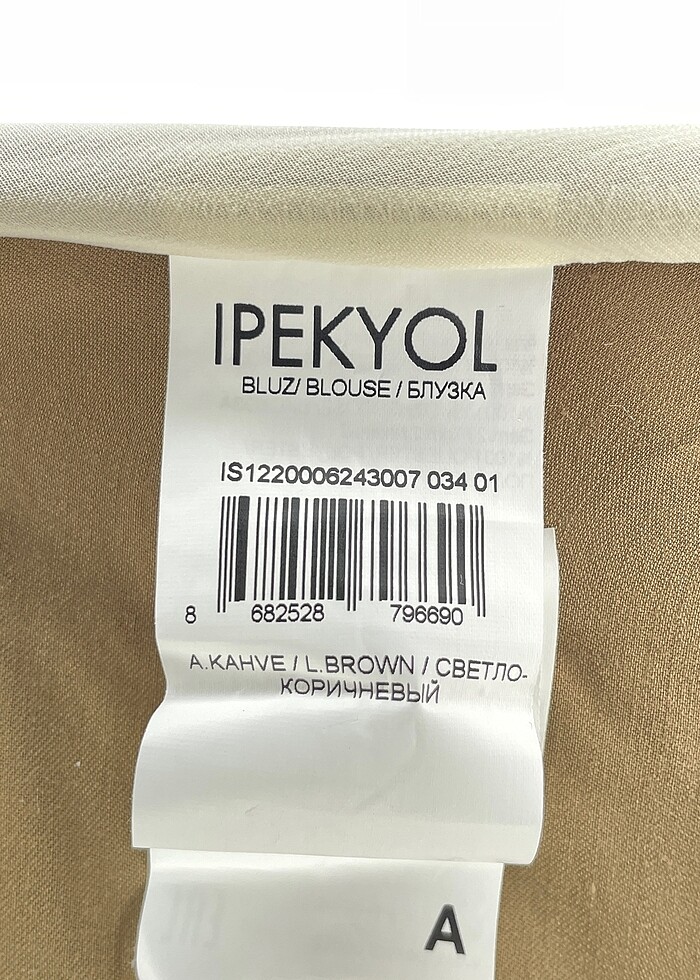 IPEKYOL
BLUZ/ BLOUSE / БЛУЗКА
IS1220006243007 034 01
8 682528 796690
A.KAHVE / L.BROWN / СВЕТЛО-
КОРИЧНЕВЫЙ
A